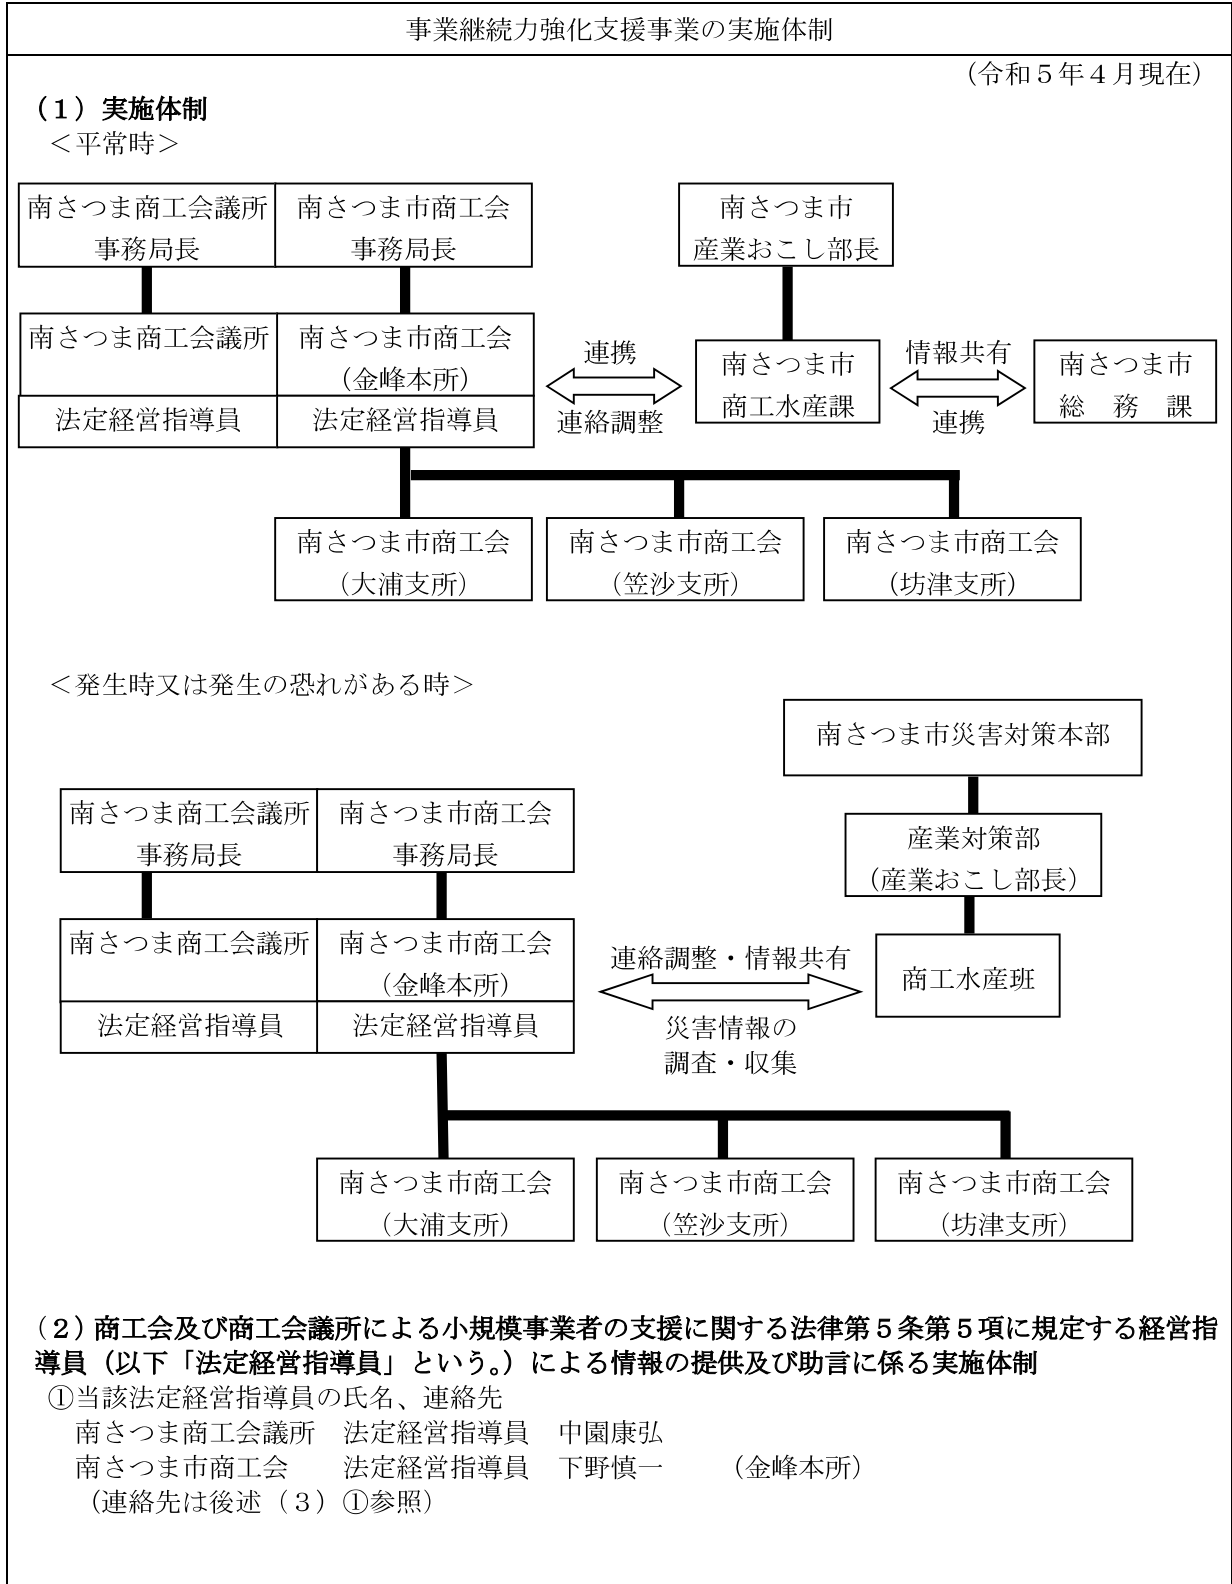 事業継続力強化支援事業の実施体制
（令和５年４月現在）
（１）実施体制
＜平常時＞
南さつま商工会議所
事務局長
南さつま市商工会
事務局長
南さつま市
産業おこし部長
南さつま商工会議所
南さつま市商工会
（金峰本所）
法定経営指導員
法定経営指導員
連携
連絡調整
南さつま市
商工水産課
情報共有
連携
南さつま市
総　務　課
南さつま市商工会
（大浦支所）
南さつま市商工会
（笠沙支所）
南さつま市商工会
（坊津支所）
＜発生時又は発生の恐れがある時＞
南さつま市災害対策本部
南さつま商工会議所
事務局長
南さつま市商工会
事務局長
産業対策部
（産業おこし部長）
南さつま商工会議所
南さつま市商工会
（金峰本所）
法定経営指導員
法定経営指導員
連絡調整・情報共有
災害情報の
調査・収集
商工水産班
南さつま市商工会
（大浦支所）
南さつま市商工会
（笠沙支所）
南さつま市商工会
（坊津支所）
（２）商工会及び商工会議所による小規模事業者の支援に関する法律第５条第５項に規定する経営指
導員（以下「法定経営指導員」という。）による情報の提供及び助言に係る実施体制
①当該法定経営指導員の氏名、連絡先
南さつま商工会議所　法定経営指導員　中園康弘
南さつま市商工会　　法定経営指導員　下野慎一　　（金峰本所）
（連絡先は後述（３）①参照）